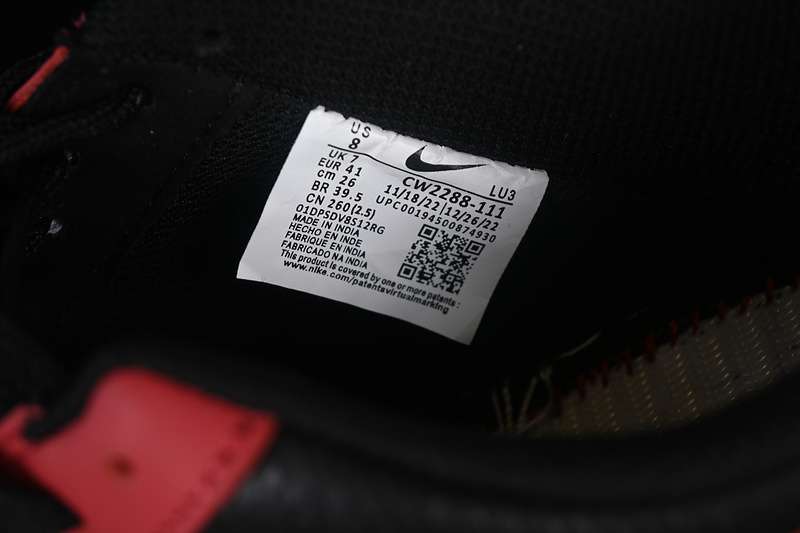 US
8
UK 7
EUR 41
cm 26
BR 39.5
CN 260(2.5)
01DPSDV8S12RG
MADE IN INDIA
HECHO EN INDE
FABRIQUE EN INDIA
FABRICADO NA INDIA
This product is covered by one or more patents :
www.nike.com/patentavirtualmarking
LU3
CW2288-111
11/18/22|12/26/22
UPC00194500874930